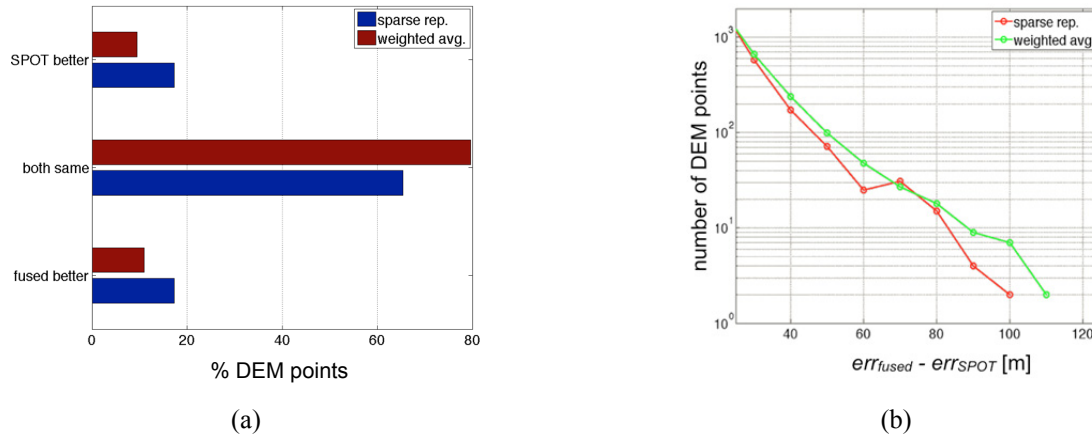 sparse rep.
weighted avg.
SPOT better
both same
fused better
0 20 40 60 80
% DEM points
(a)
sparse rep.
weighted avg.
10³
10²
10¹
10⁰
number of DEM points
40 60 80 100 120
err_fused - err_SPOT [m]
(b)